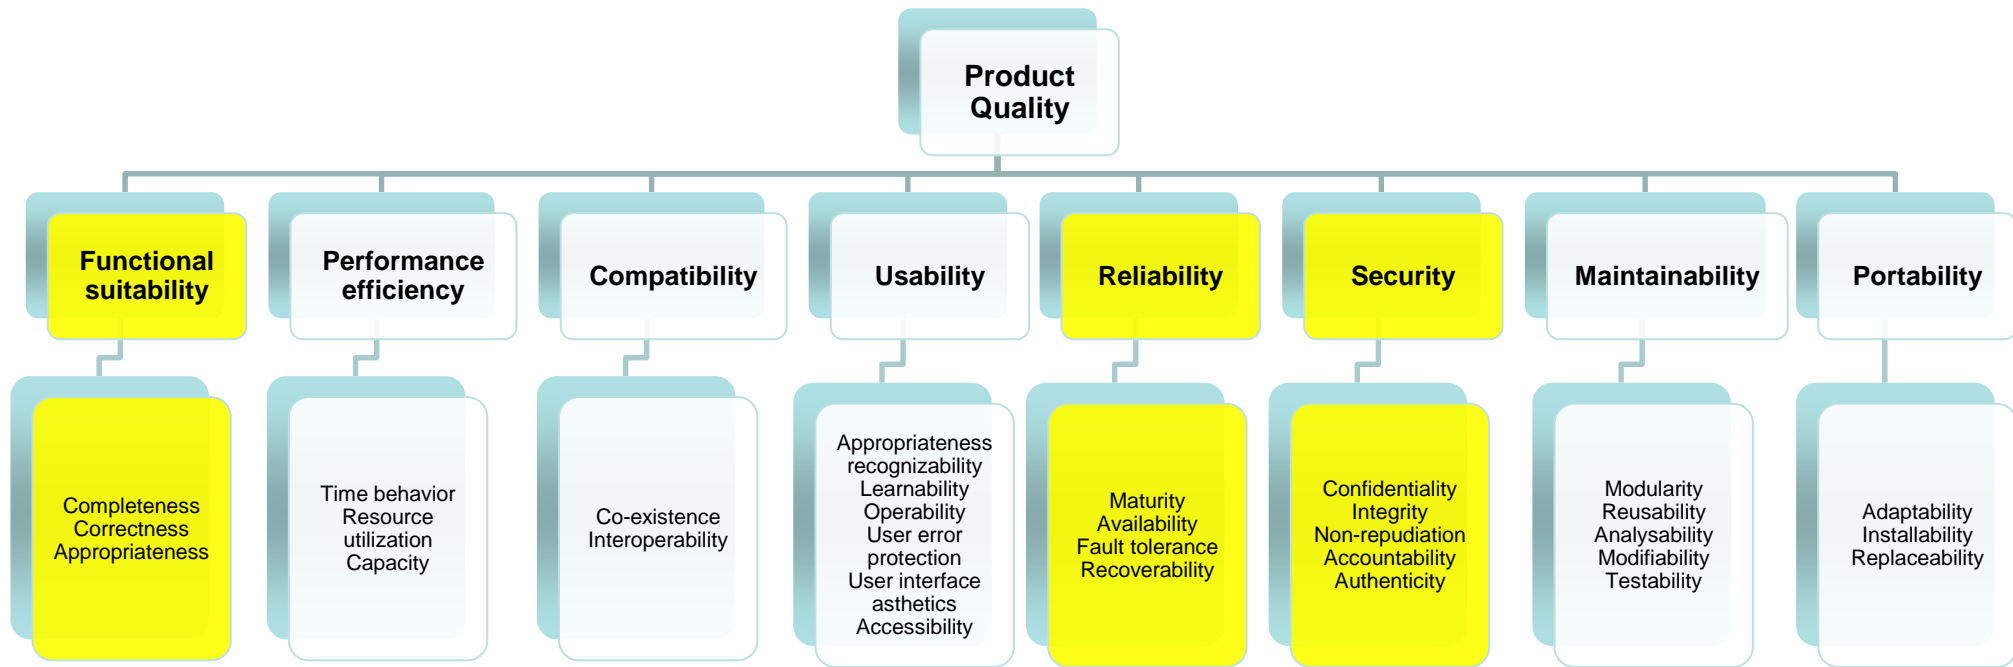 Product
Quality
Functional
suitability
Performance
efficiency
Compatibility
Usability
Reliability
Security
Maintainability
Portability
Completeness
Correctness
Appropriateness
Time behavior
Resource
utilization
Capacity
Co-existence
Interoperability
Appropriateness
recognizability
Learnability
Operability
User error
protection
User interface
asthetics
Accessibility
Maturity
Availability
Fault tolerance
Recoverability
Confidentiality
Integrity
Non-repudiation
Accountability
Authenticity
Modularity
Reusability
Analysability
Modifiability
Testability
Adaptability
Installability
Replaceability